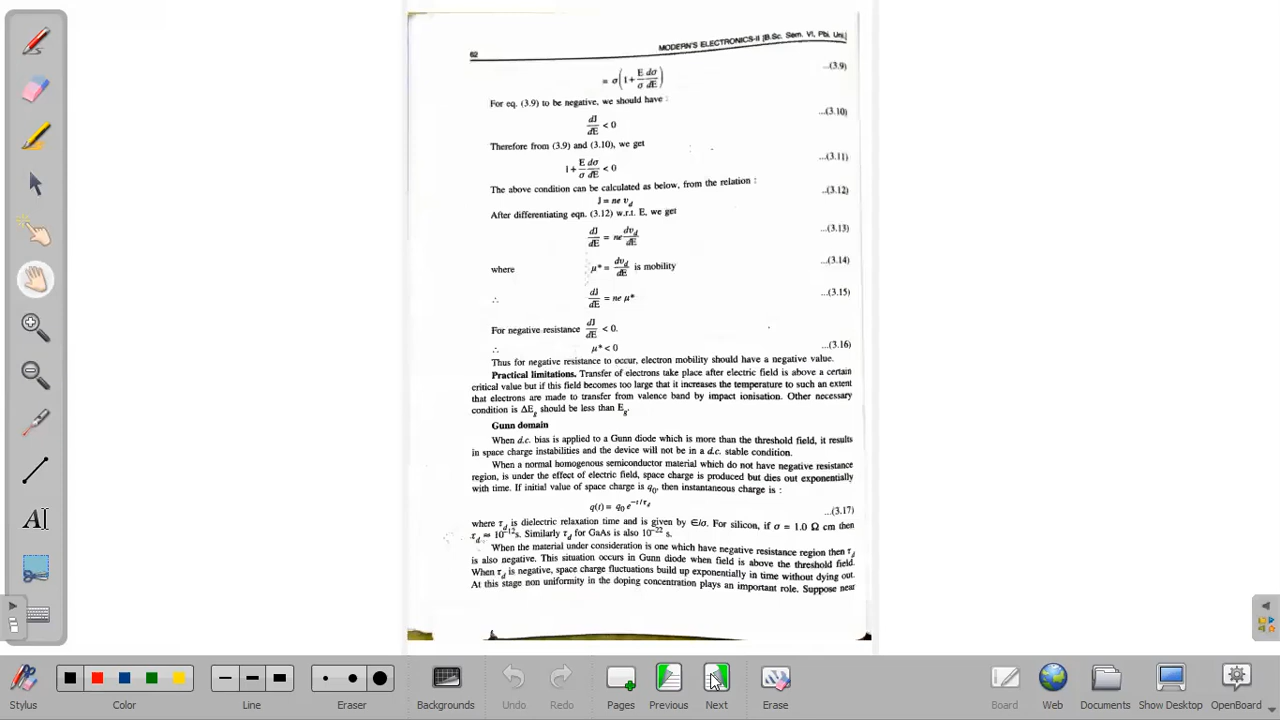 62
MODERN'S ELECTRONICS-II [B.Sc. Sem. VI, Pbi. Uni.]
= σ(1 + E/σ dσ/dE) ...(3.9)
For eq. (3.9) to be negative, we should have :
dJ/dE < 0 ...(3.10)
Therefore from (3.9) and (3.10), we get
1 + E/σ dσ/dE < 0 ...(3.11)
The above condition can be calculated as below, from the relation :
J = ne v_d ...(3.12)
After differentiating eqn. (3.12) w.r.t. E, we get
dJ/dE = ne dv_d/dE ...(3.13)
where μ* = dv_d/dE is mobility ...(3.14)
∴ dJ/dE = ne μ* ...(3.15)
For negative resistance dJ/dE < 0.
∴ μ* < 0 ...(3.16)
Thus for negative resistance to occur, electron mobility should have a negative value.
Practical limitations. Transfer of electrons take place after electric field is above a certain
critical value but if this field becomes too large that it increases the temperature to such an extent
that electrons are made to transfer from valence band by impact ionisation. Other necessary
condition is ΔE_g should be less than E_g.
Gunn domain
When d.c. bias is applied to a Gunn diode which is more than the threshold field, it results
in space charge instabilities and the device will not be in a d.c. stable condition.
When a normal homogenous semiconductor material which do not have negative resistance
region, is under the effect of electric field, space charge is produced but dies out exponentially
with time. If initial value of space charge is q₀, then instantaneous charge is :
q(t) = q₀ e^(-t/τ_d) ...(3.17)
where τ_d is dielectric relaxation time and is given by ∈/σ. For silicon, if σ = 1.0 Ω cm then
τ_d ≈ 10⁻¹²s. Similarly τ_d for GaAs is also 10⁻²² s.
When the material under consideration is one which have negative resistance region then τ_d
is also negative. This situation occurs in Gunn diode when field is above the threshold field.
When τ_d is negative, space charge fluctuations build up exponentially in time without dying out.
At this stage non uniformity in the doping concentration plays an important role. Suppose near
Stylus
Color
Line
Eraser
Backgrounds
Undo
Redo
Pages
Previous
Next
Erase
Board
Web
Documents
Show Desktop
OpenBoard